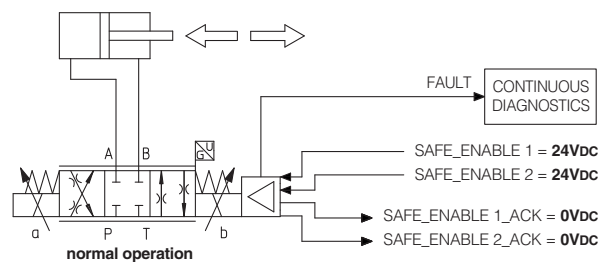 FAULT
CONTINUOUS
DIAGNOSTICS
A B
U
G
SAFE_ENABLE 1 = 24VDC
SAFE_ENABLE 2 = 24VDC
SAFE_ENABLE 1_ACK = 0VDC
SAFE_ENABLE 2_ACK = 0VDC
a P T b
normal operation